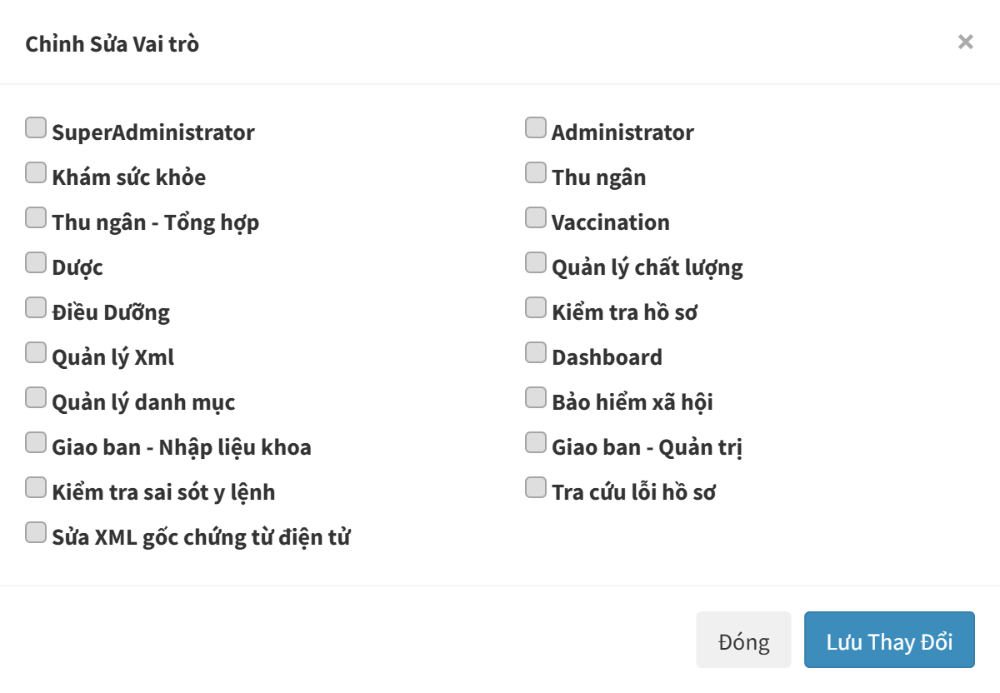 Chỉnh Sửa Vai trò
×
SuperAdministrator
Administrator
Khám sức khỏe
Thu ngân
Thu ngân - Tổng hợp
Vaccination
Dược
Quản lý chất lượng
Điều Dưỡng
Kiểm tra hồ sơ
Quản lý Xml
Dashboard
Quản lý danh mục
Bảo hiểm xã hội
Giao ban - Nhập liệu khoa
Giao ban - Quản trị
Kiểm tra sai sót y lệnh
Tra cứu lỗi hồ sơ
Sửa XML gốc chứng từ điện tử
Đóng
Lưu Thay Đổi